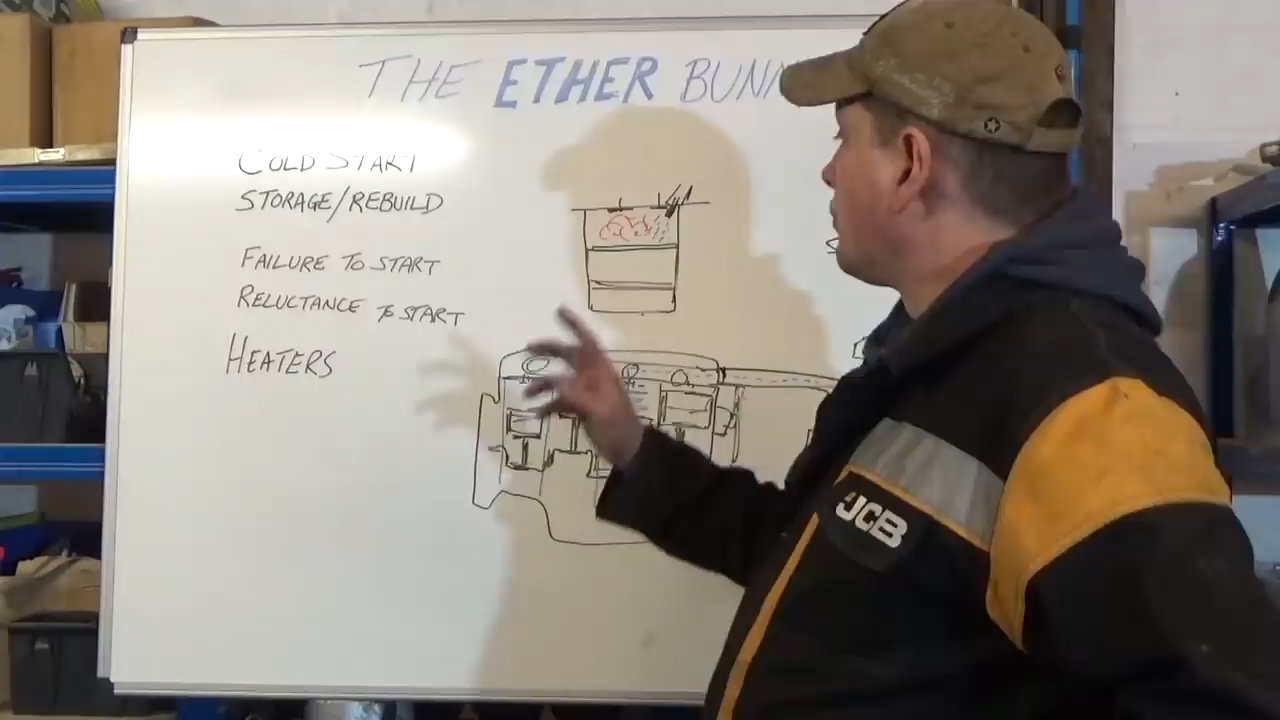 THE ETHER
COLD START
STORAGE/REBUILD
FAILURE TO START
RELUCTANCE TO START
HEATERS
JCB